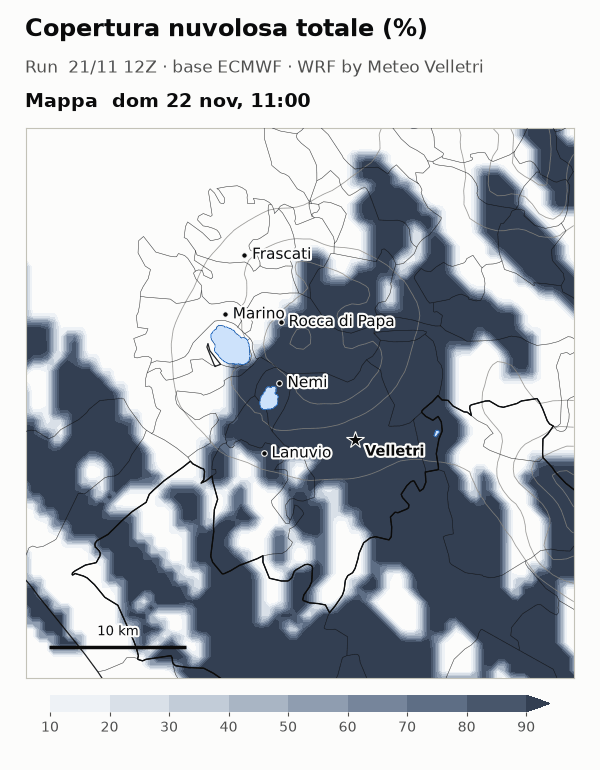 Copertura nuvolosa totale (%)
Run 21/11 12Z · base ECMWF · WRF by Meteo Velletri
Mappa dom 22 nov, 11:00
Frascati
Marino
Rocca di Papa
Nemi
Velletri
Lanuvio
10 km
10 20 30 40 50 60 70 80 90